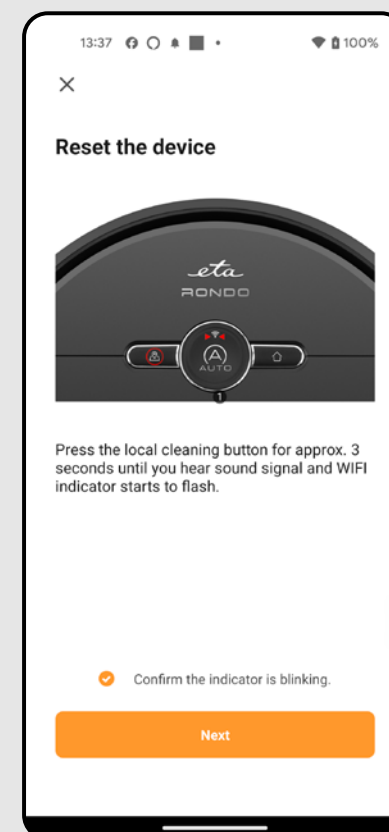 13:37
100%
Reset the device
eta
RONDO
A
AUTO
1
Press the local cleaning button for approx. 3
seconds until you hear sound signal and WIFI
indicator starts to flash.
Confirm the indicator is blinking.
Next